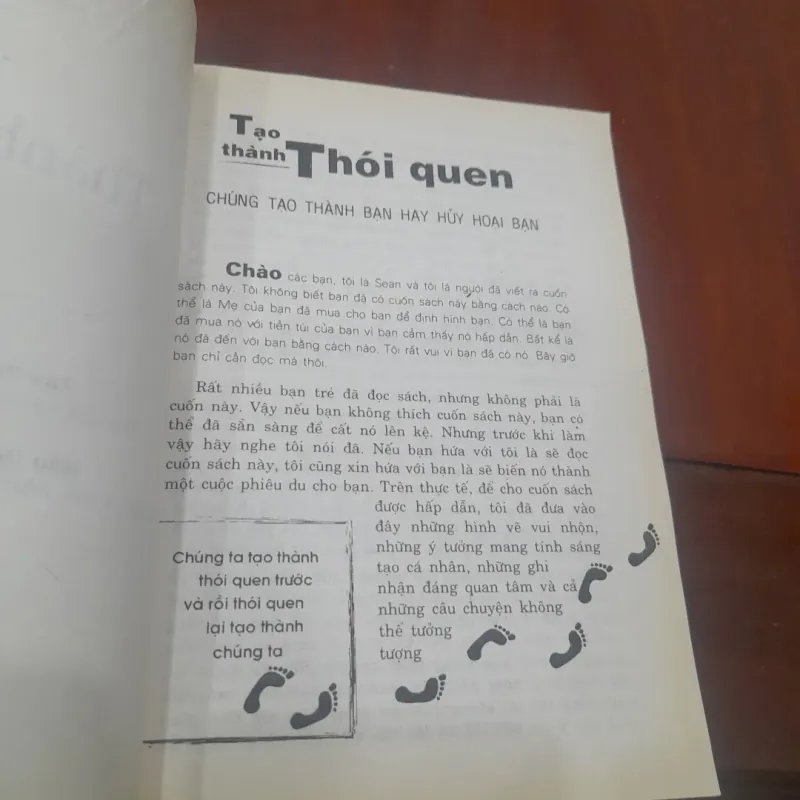 Tạo
thành Thói quen
CHÚNG TẠO THÀNH BẠN HAY HỦY HOẠI BẠN
Chào các bạn, tôi là Sean và tôi là người đã viết ra cuốn
sách này. Tôi không biết bạn đã có cuốn sách này bằng cách nào. Có
thể là Mẹ của bạn đã mua cho bạn để định hình bạn. Có thể là bạn
đã mua nó với tiền túi của bạn vì bạn cảm thấy nó hấp dẫn. Bất kể là
nó đã đến với bạn bằng cách nào. Tôi rất vui vì bạn đã có nó. Bây giờ
bạn chỉ cần đọc mà thôi.
Rất nhiều bạn trẻ đã đọc sách, nhưng không phải là
cuốn này. Vậy nếu bạn không thích cuốn sách này, bạn có
thể đã sẵn sàng để cất nó lên kệ. Nhưng trước khi làm
vậy hãy nghe tôi nói đã. Nếu bạn hứa với tôi là sẽ đọc
cuốn sách này, tôi cũng xin hứa với bạn là sẽ biến nó thành
một cuộc phiêu du cho bạn. Trên thực tế, để cho cuốn sách
được hấp dẫn, tôi đã đưa vào
đây những hình vẽ vui nhộn,
những ý tưởng mang tính sáng
tạo cá nhân, những ghi
nhận đáng quan tâm và cả
những câu chuyện không
thể tưởng
tượng
Chúng ta tạo thành
thói quen trước
và rồi thói quen
lại tạo thành
chúng ta